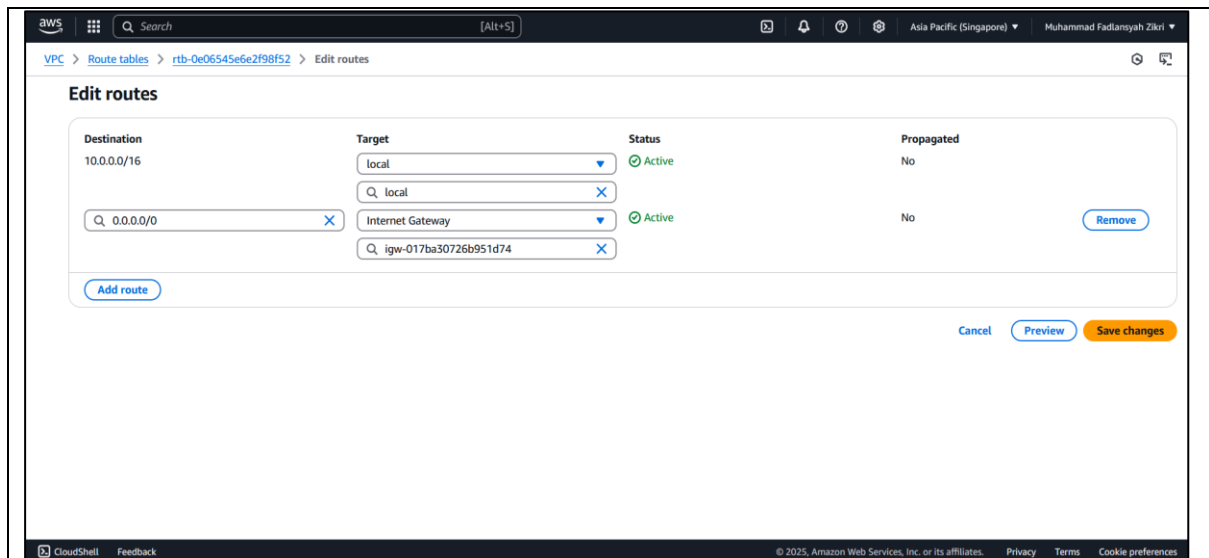 aws
Search
[Alt+S]
Asia Pacific (Singapore)
Muhammad Fadlansyah Zikri
VPC > Route tables > rtb-0e06545e6e2f98f52 > Edit routes
Edit routes
Destination Target Status Propagated
10.0.0.0/16 local Active No
local
0.0.0.0/0 Internet Gateway Active No Remove
igw-017ba30726b951d74
Add route
Cancel Preview Save changes
CloudShell Feedback © 2025, Amazon Web Services, Inc. or its affiliates. Privacy Terms Cookie preferences